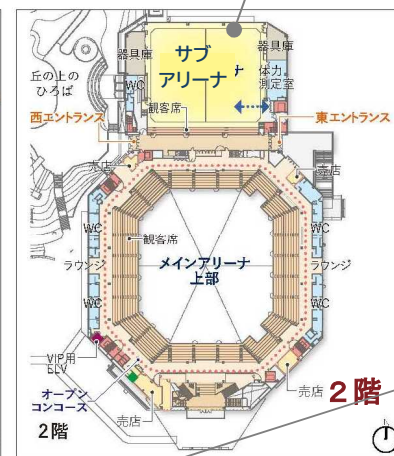 サブ
アリーナ
器具庫
器具庫
丘の上の
ひろば
WC
体力
測定室
観客席
西エントランス
東エントランス
売店
売店
WC
WC
観客席
ラウンジ
メインアリーナ
上部
ラウンジ
WC
WC
VIP用
ELV
オープン
コンコース
売店
売店
2階
2階